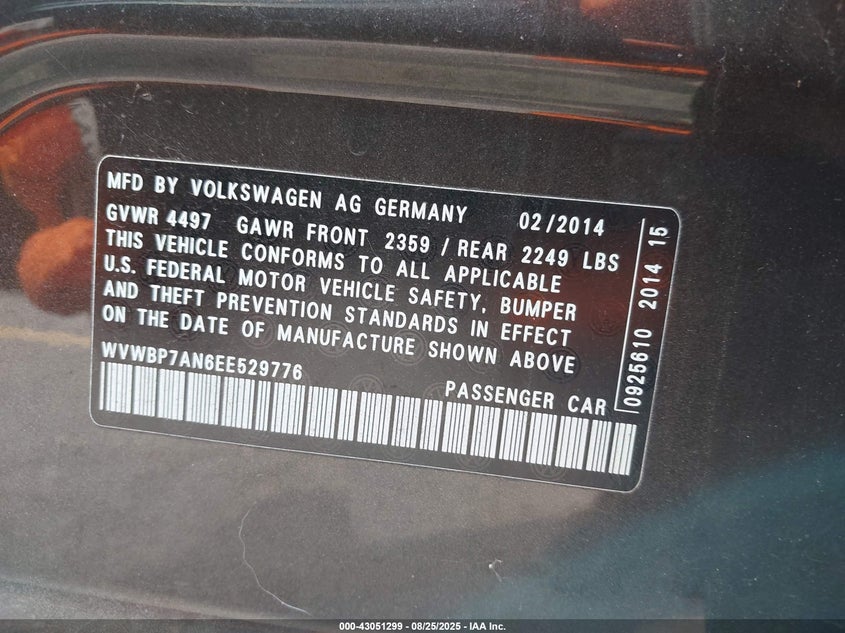 MFD BY VOLKSWAGEN AG GERMANY 02/2014
GVWR 4497 GAWR FRONT 2359 / REAR 2249 LBS
THIS VEHICLE CONFORMS TO ALL APPLICABLE
U.S. FEDERAL MOTOR VEHICLE SAFETY, BUMPER
AND THEFT PREVENTION STANDARDS IN EFFECT
ON THE DATE OF MANUFACTURE SHOWN ABOVE
WVWBP7AN6EE529776
PASSENGER CAR
0925610 2014 15
000-43051299 - 08/25/2025 - IAA Inc.